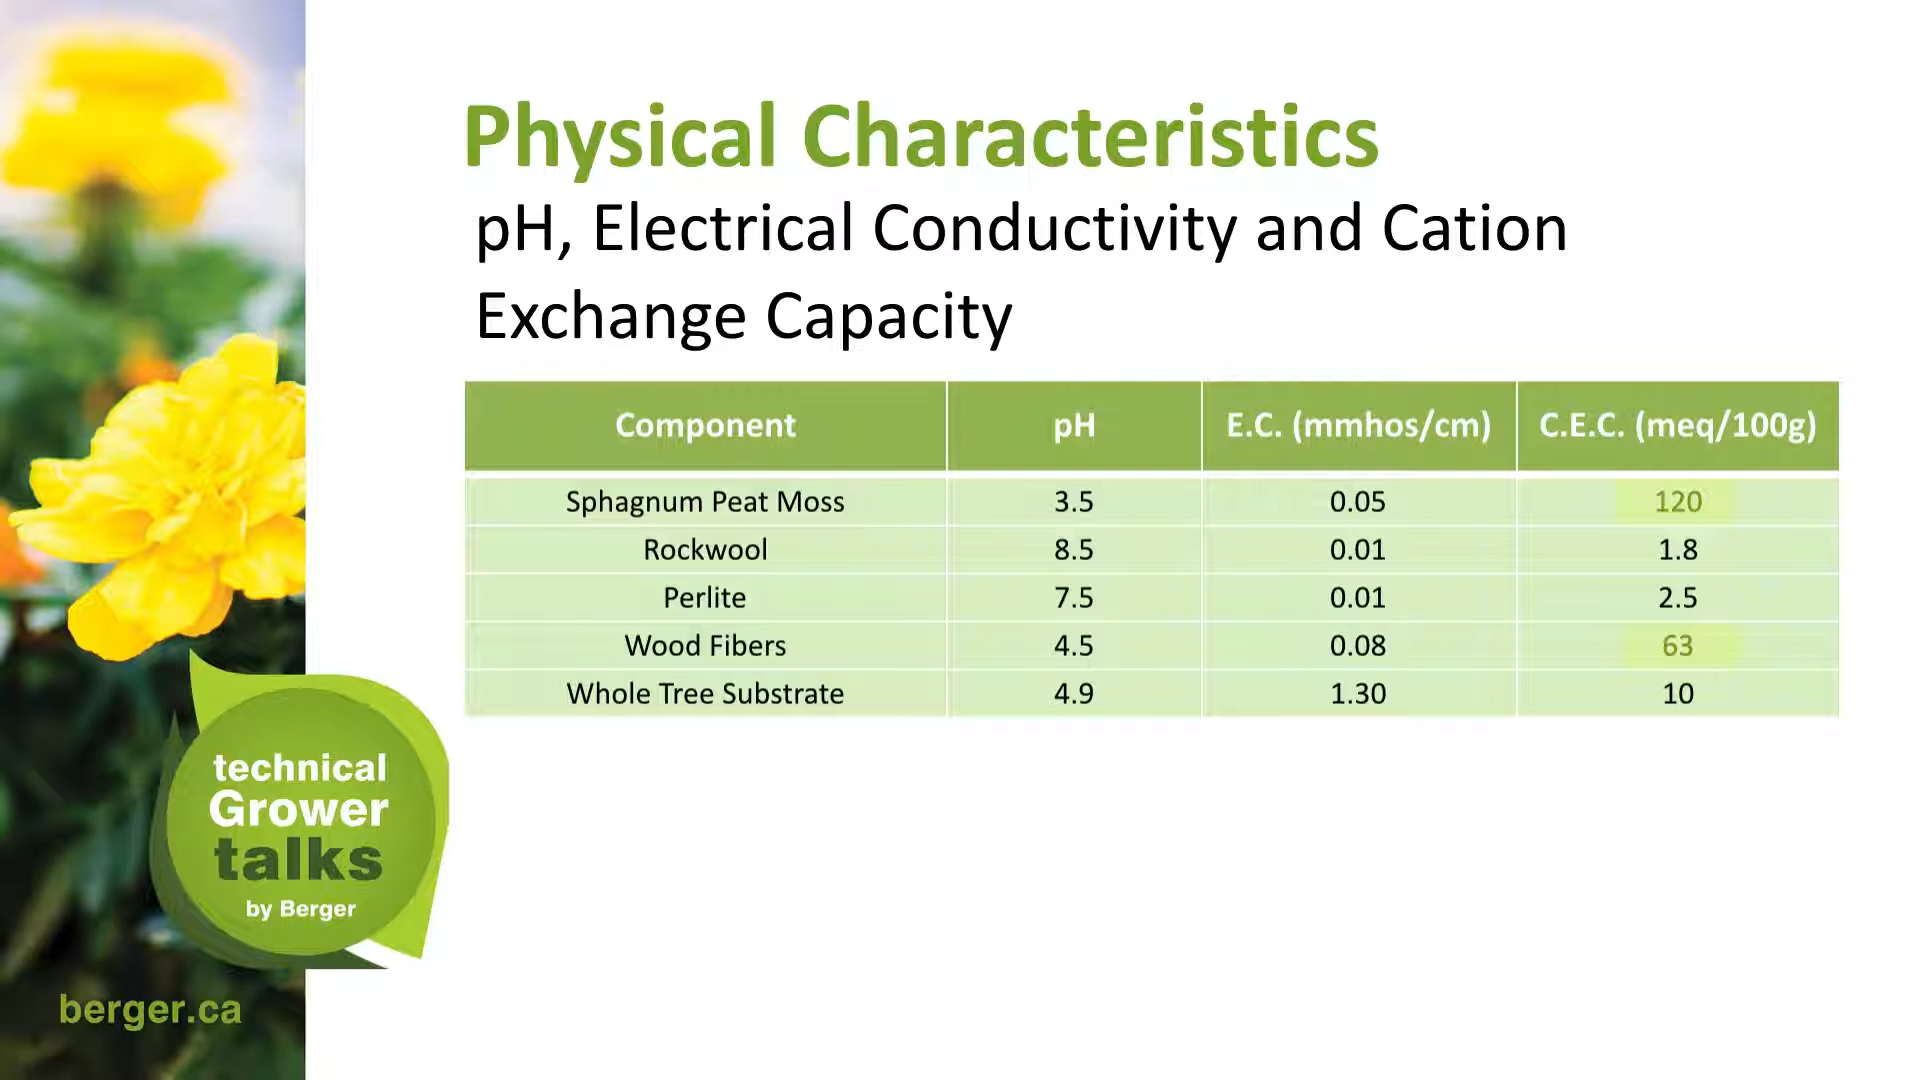 Physical Characteristics
pH, Electrical Conductivity and Cation
Exchange Capacity
Component pH E.C. (mmhos/cm) C.E.C. (meq/100g)
Sphagnum Peat Moss 3.5 0.05 120
Rockwool 8.5 0.01 1.8
Perlite 7.5 0.01 2.5
Wood Fibers 4.5 0.08 63
Whole Tree Substrate 4.9 1.30 10
technical
Grower
talks
by Berger
berger.ca